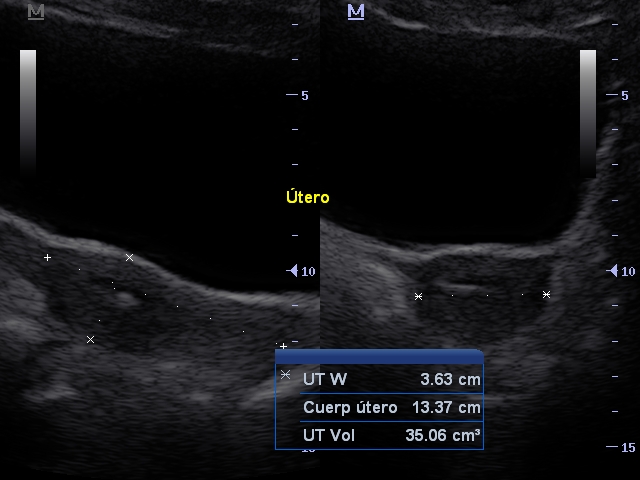 M
M
5
5
Útero
10
10
UT W 3.63 cm
Cuerp útero 13.37 cm
UT Vol 35.06 cm³
15